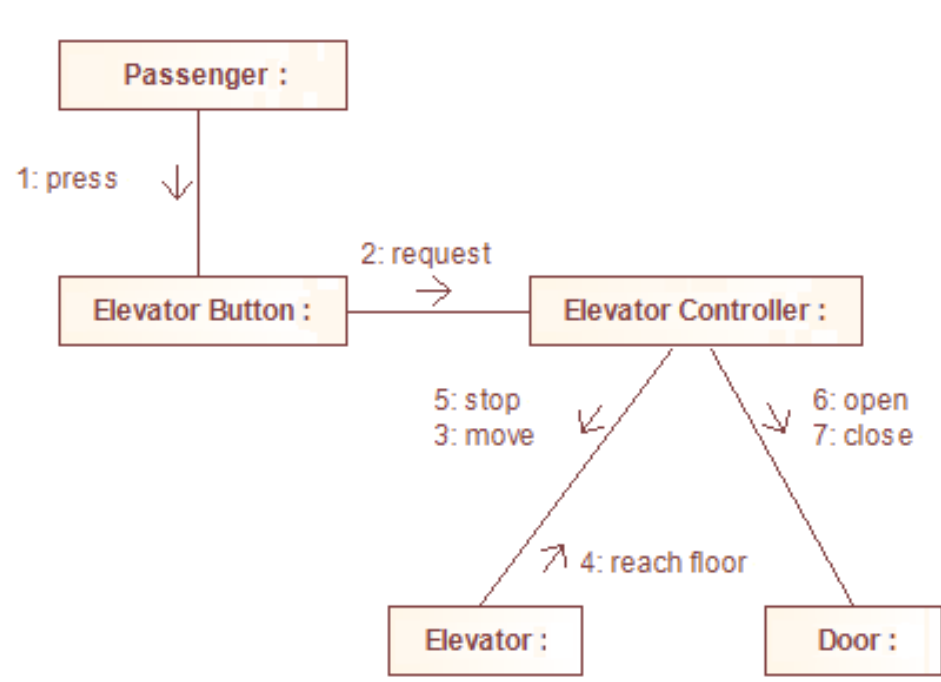 Passenger :
1: press
2: request
Elevator Button :
Elevator Controller :
5: stop
3: move
6: open
7: close
4: reach floor
Elevator :
Door :